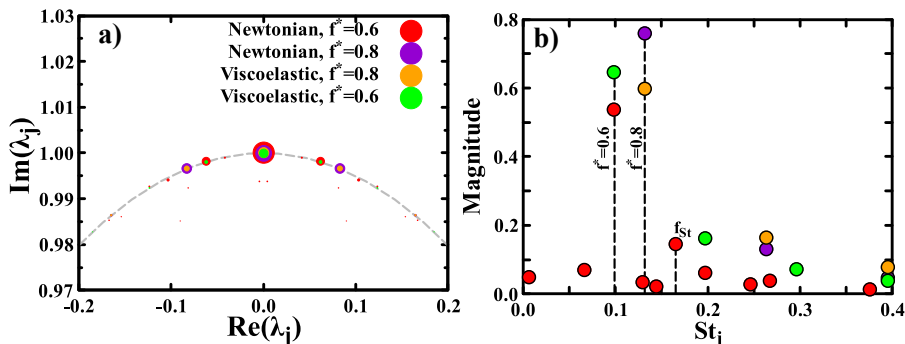 a)
Newtonian, f*=0.6
Newtonian, f*=0.8
Viscoelastic, f*=0.8
Viscoelastic, f*=0.6
1.03
1.02
1.01
1.00
0.99
0.98
0.97
Im(λj)
-0.2
-0.1
0.0
0.1
0.2
Re(λj)
b)
0.8
0.6
0.4
0.2
0.0
Magnitude
f*=0.6
f*=0.8
fSt
0.0
0.1
0.2
0.3
0.4
Stj